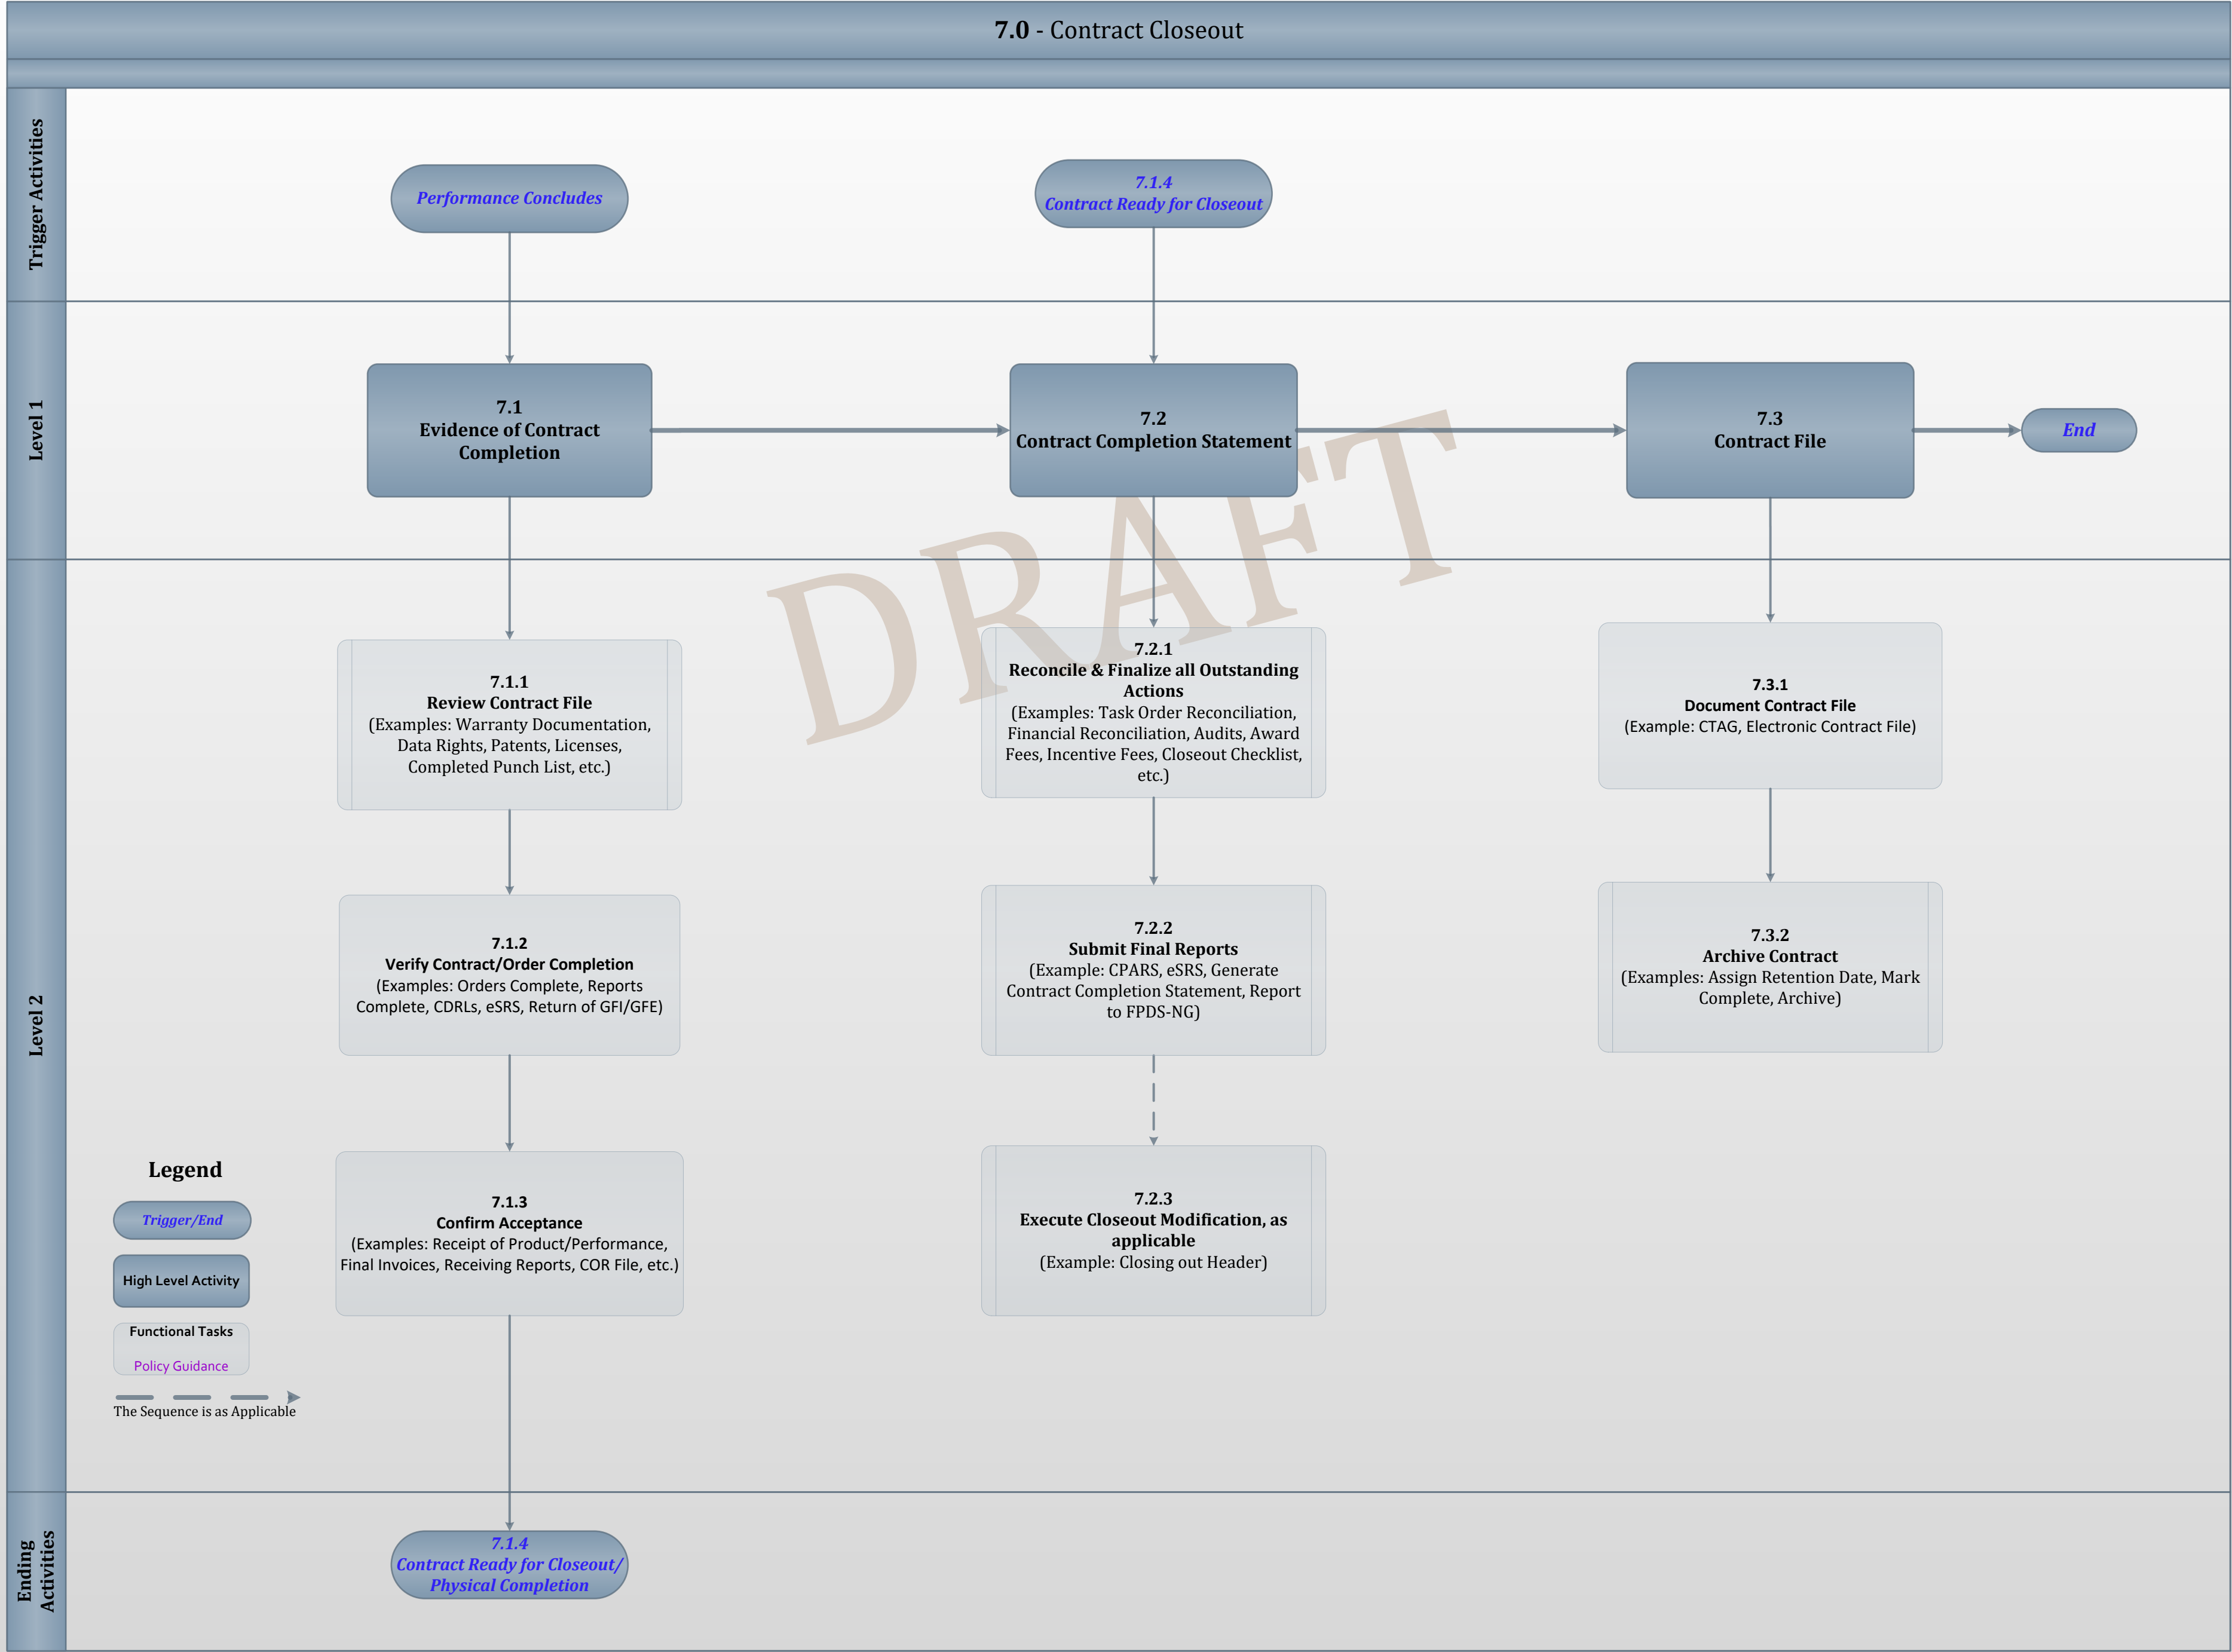 7.0 - Contract Closeout
Trigger Activities
Performance Concludes
7.1.4
Contract Ready for Closeout
Level 1
7.1
Evidence of Contract
Completion
7.2
Contract Completion Statement
7.3
Contract File
End
DRAFT
Level 2
7.1.1
Review Contract File
(Examples: Warranty Documentation,
Data Rights, Patents, Licenses,
Completed Punch List, etc.)
7.2.1
Reconcile & Finalize all Outstanding
Actions
(Examples: Task Order Reconciliation,
Financial Reconciliation, Audits, Award
Fees, Incentive Fees, Closeout Checklist,
etc.)
7.3.1
Document Contract File
(Example: CTAG, Electronic Contract File)
7.1.2
Verify Contract/Order Completion
(Examples: Orders Complete, Reports
Complete, CDRLs, eSRS, Return of GFI/GFE)
7.2.2
Submit Final Reports
(Example: CPARS, eSRS, Generate
Contract Completion Statement, Report
to FPDS-NG)
7.3.2
Archive Contract
(Examples: Assign Retention Date, Mark
Complete, Archive)
7.1.3
Confirm Acceptance
(Examples: Receipt of Product/Performance,
Final Invoices, Receiving Reports, COR File, etc.)
7.2.3
Execute Closeout Modification, as
applicable
(Example: Closing out Header)
Legend
Trigger/End
High Level Activity
Functional Tasks
Policy Guidance
The Sequence is as Applicable
Ending
Activities
7.1.4
Contract Ready for Closeout/
Physical Completion